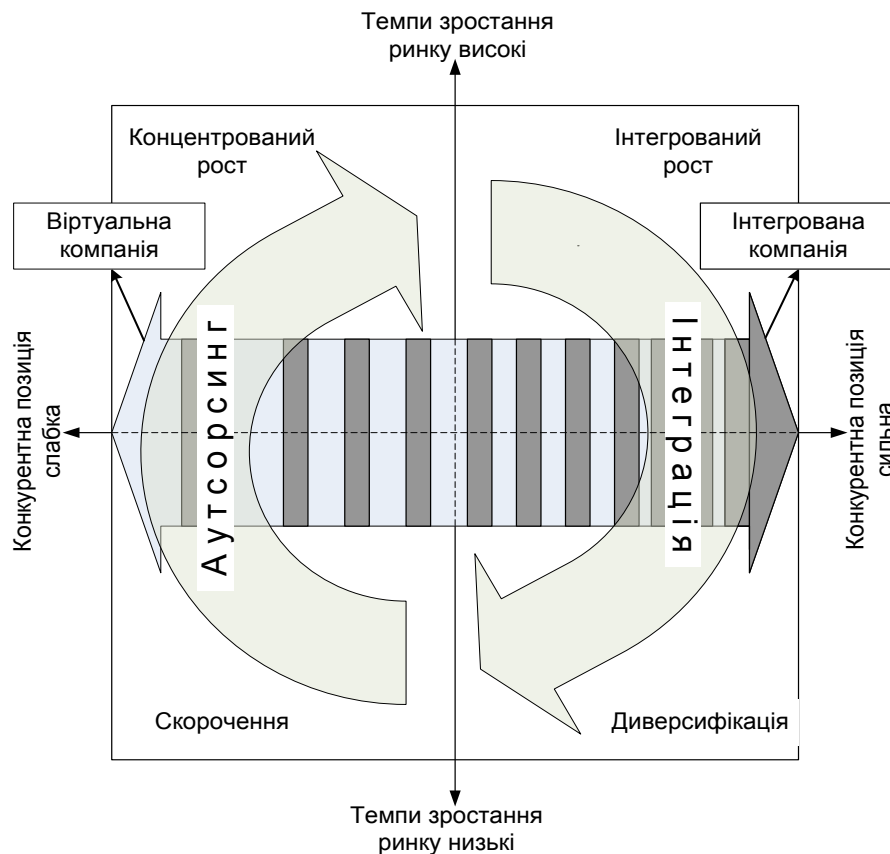 Темпи зростання
ринку високі
Концентрований
рост
Інтегрований
рост
Віртуальна
компанія
Інтегрована
компанія
Аутсорсинг
Інтеграція
Конкурентна позиція
слабка
Конкурентна позиція
сильна
Скорочення
Диверсифікація
Темпи зростання
ринку низькі